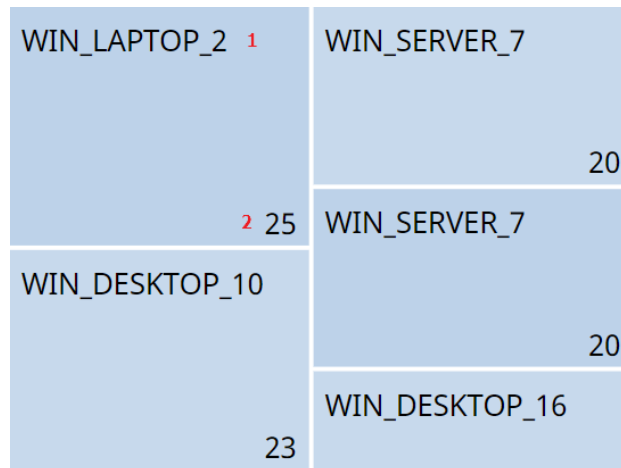 WIN_LAPTOP_2 1
2 25
WIN_DESKTOP_10
23
WIN_SERVER_7
20
WIN_SERVER_7
20
WIN_DESKTOP_16